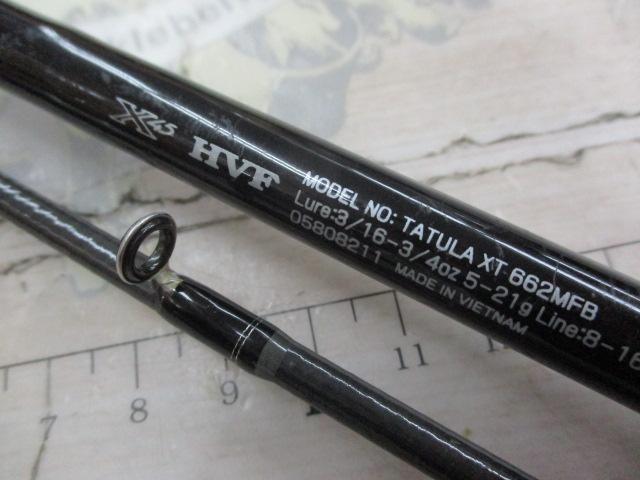 X45 HVF
MODEL NO: TATULA XT 662MFB
Lure:3/16-3/4oz 5-21g Line:8-16
05808211 MADE IN VIETNAM
7 8 9 11 12